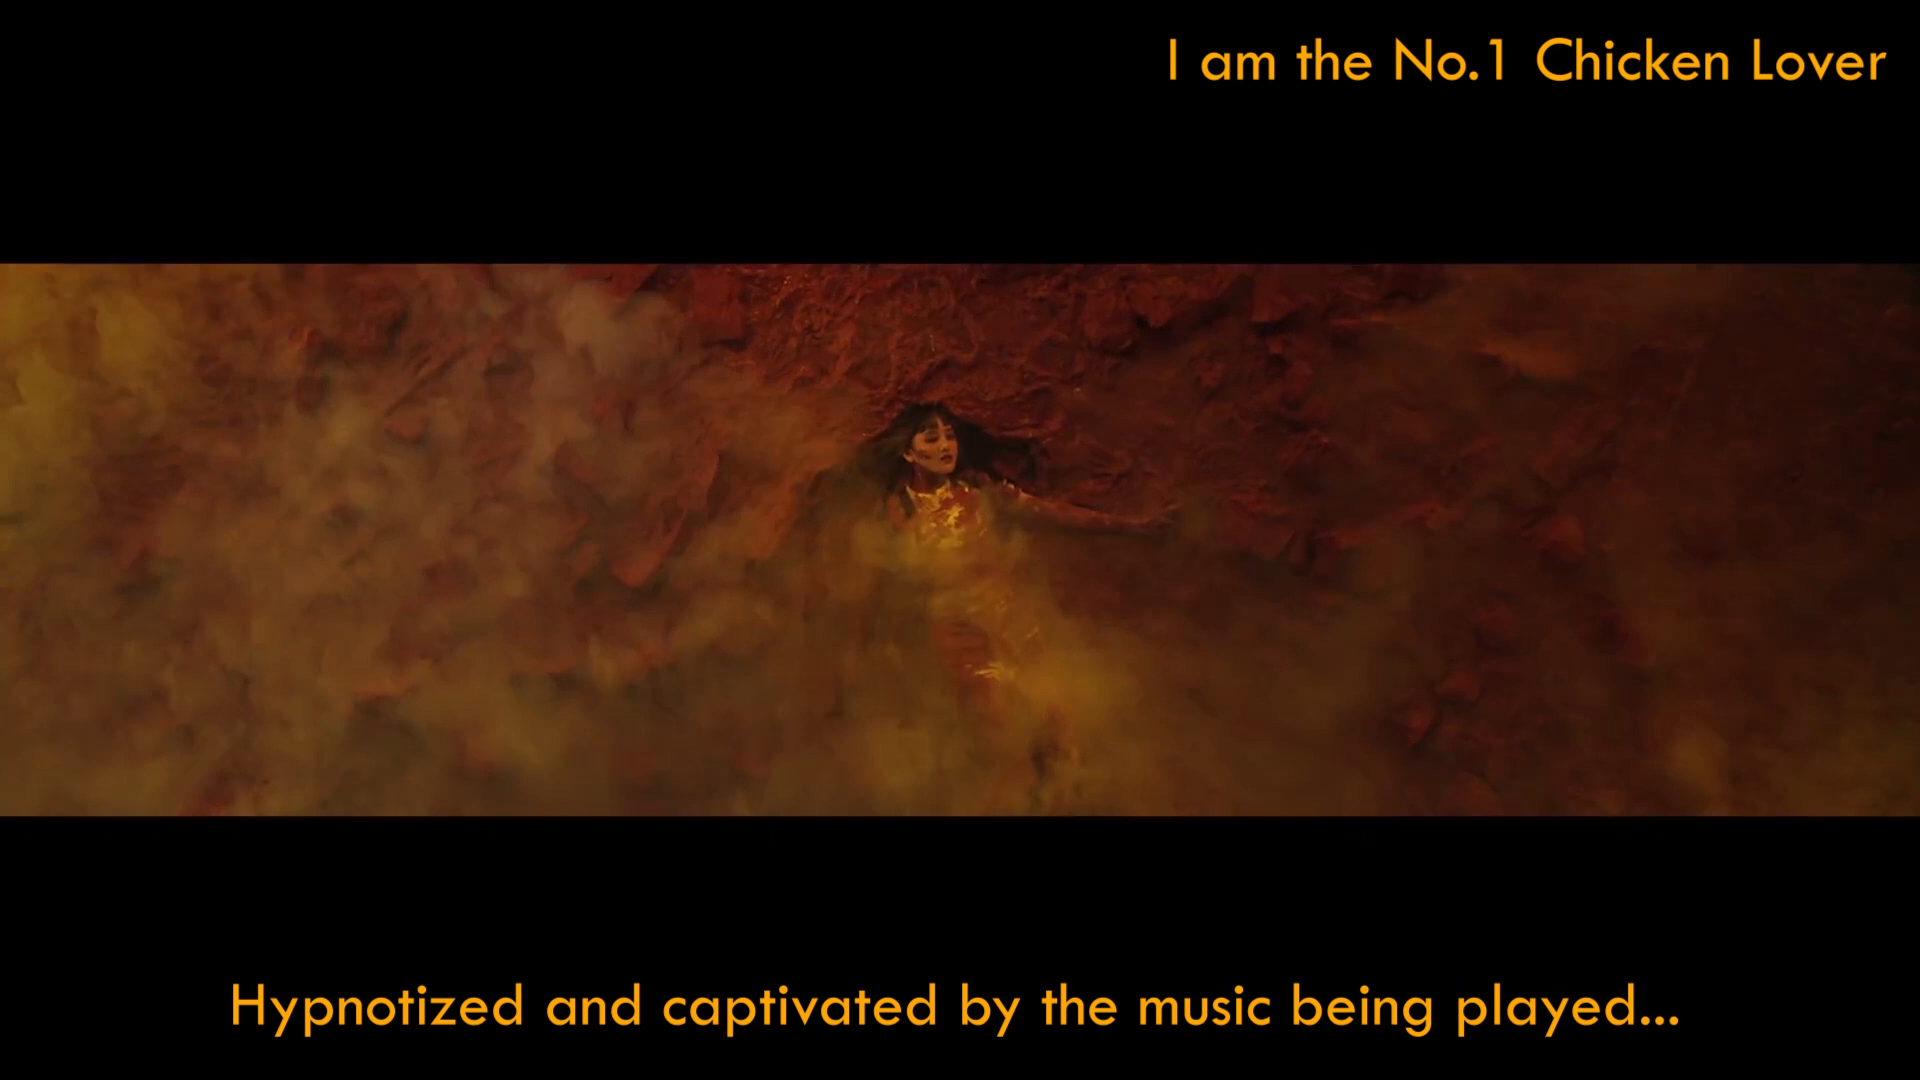 I am the No.1 Chicken Lover
Hypnotized and captivated by the music being played...